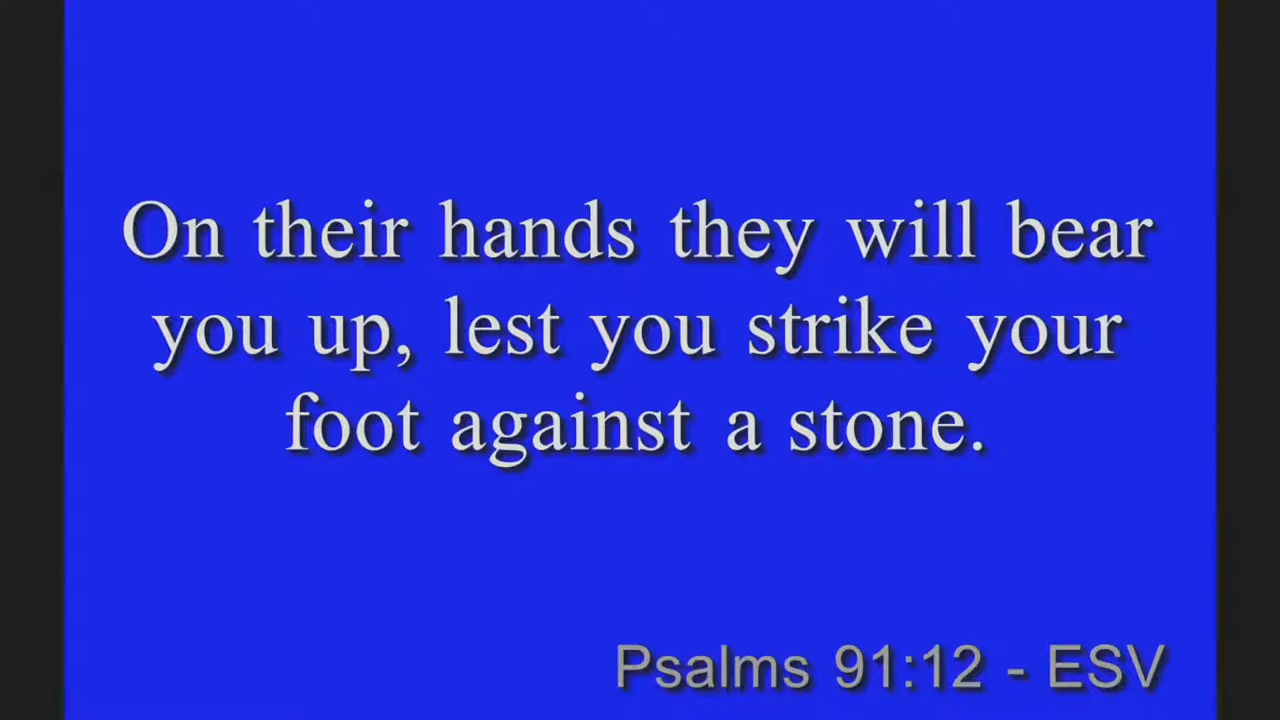 On their hands they will bear
you up, lest you strike your
foot against a stone.
Psalms 91:12 - ESV